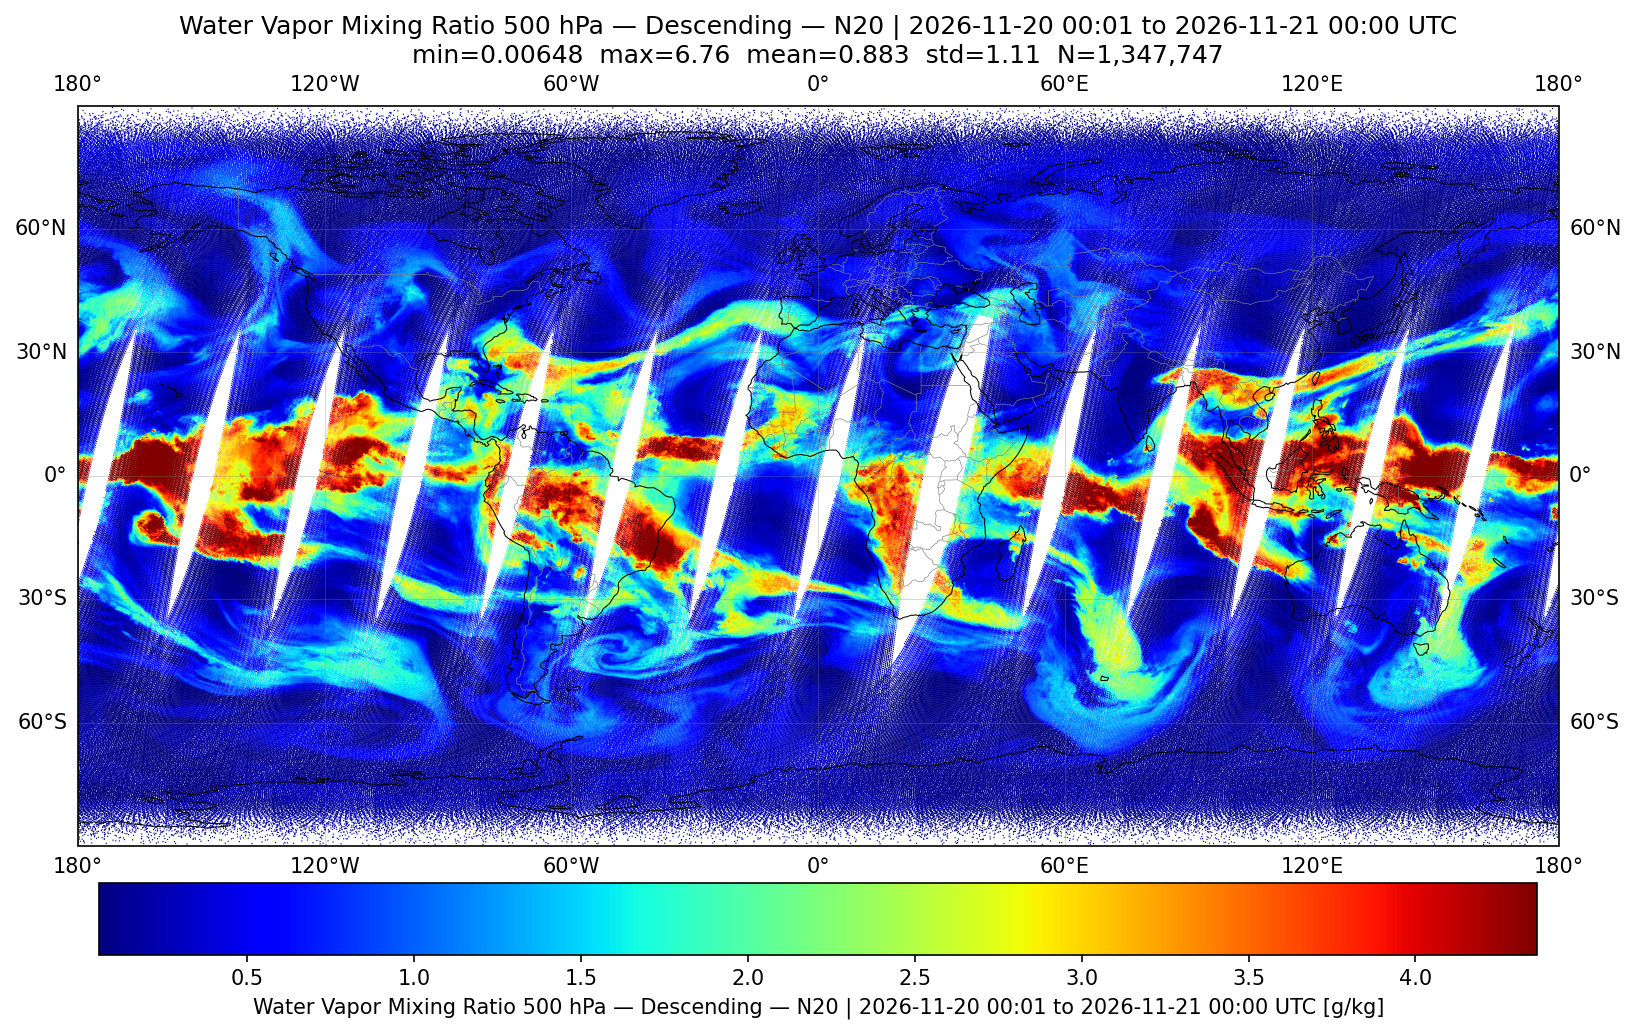 Water Vapor Mixing Ratio 500 hPa — Descending — N20 | 2026-11-20 00:01 to 2026-11-21 00:00 UTC
min=0.00648  max=6.76  mean=0.883  std=1.11  N=1,347,747
180° 120°W 60°W 0° 60°E 120°E 180°
60°N 60°N
30°N 30°N
0° 0°
30°S 30°S
60°S 60°S
180° 120°W 60°W 0° 60°E 120°E 180°
0.5 1.0 1.5 2.0 2.5 3.0 3.5 4.0
Water Vapor Mixing Ratio 500 hPa — Descending — N20 | 2026-11-20 00:01 to 2026-11-21 00:00 UTC [g/kg]